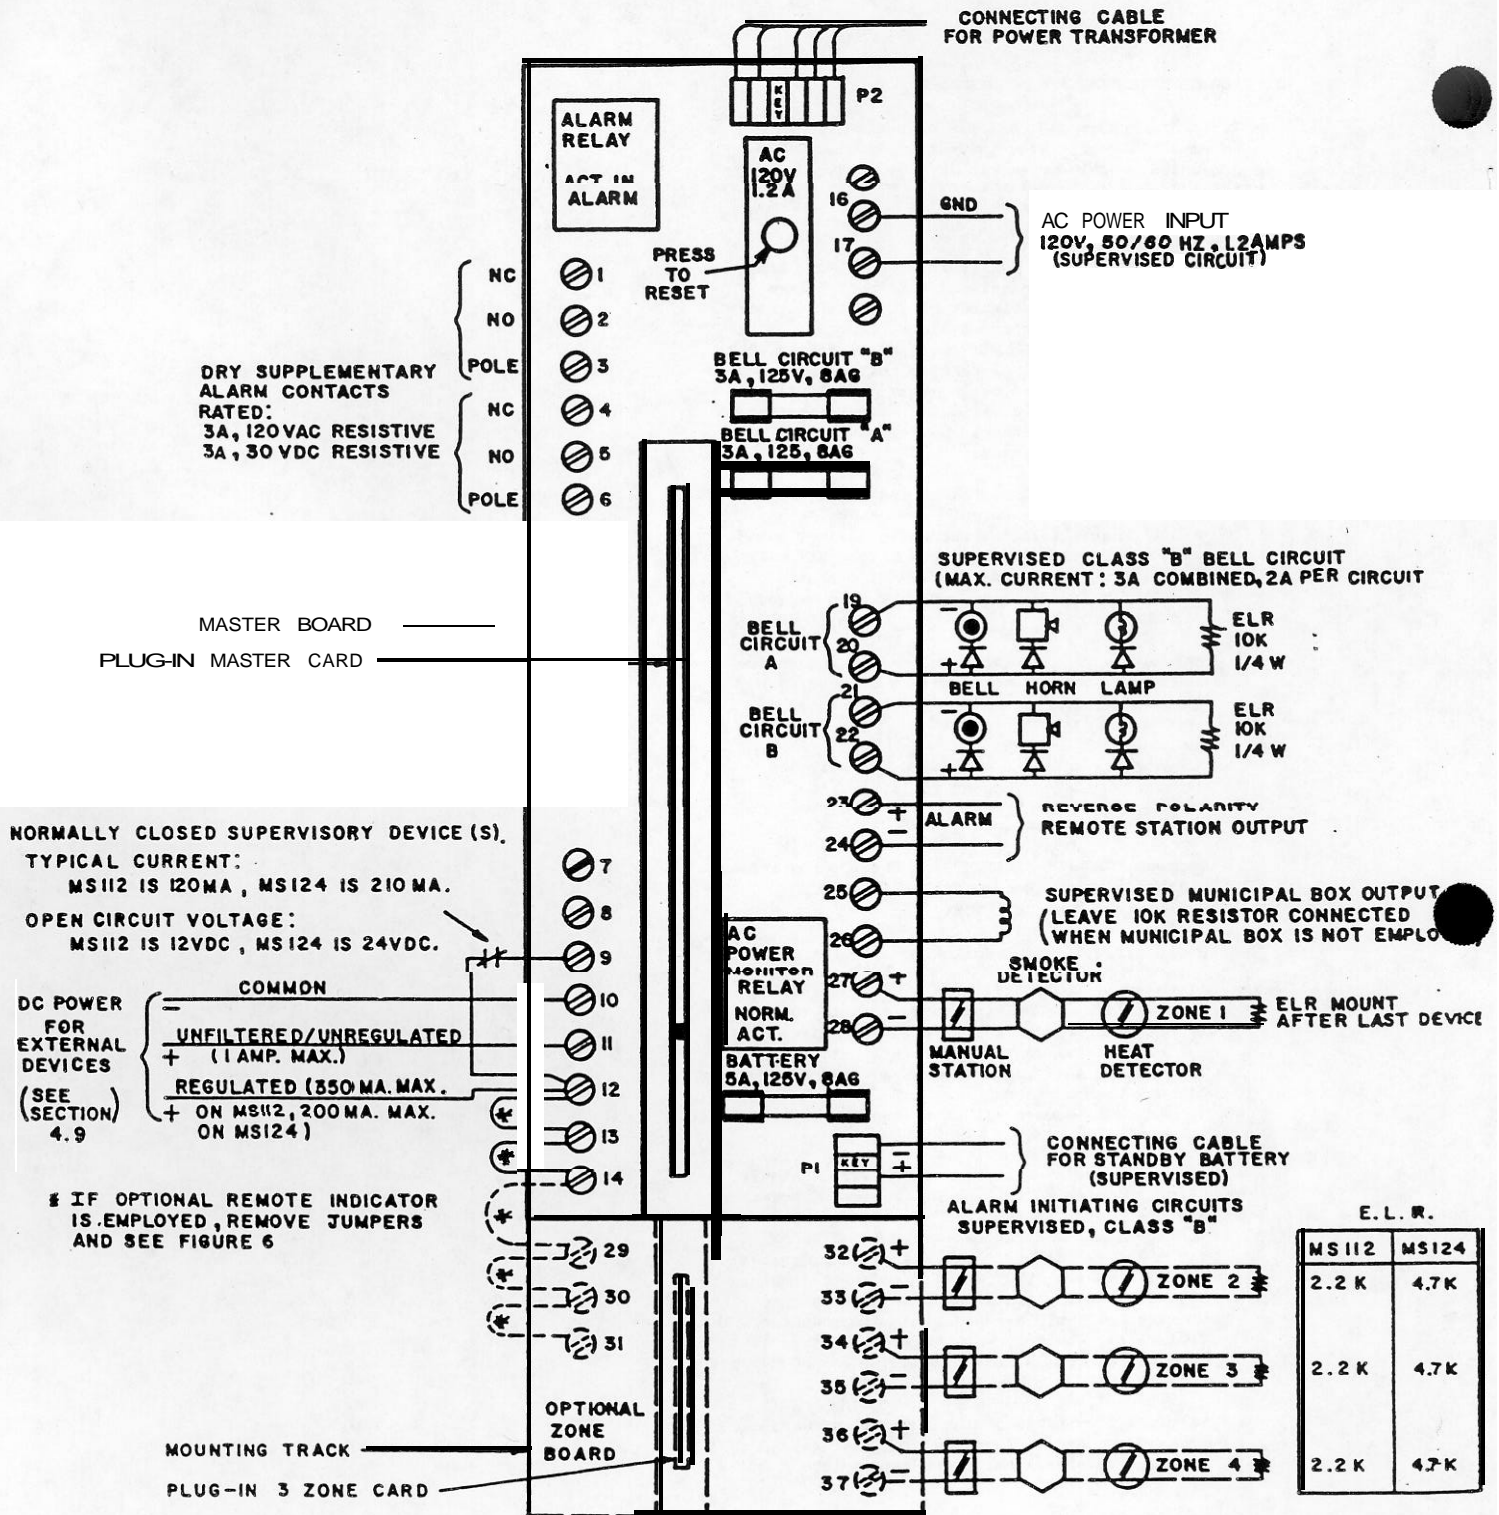 CONNECTING CABLE
FOR POWER TRANSFORMER
KEY
P2
ALARM
RELAY
ACT IN
ALARM
AC
120V
1.2A
16
GND
17
AC POWER INPUT
120V, 50/60 HZ, 1.2AMPS
(SUPERVISED CIRCUIT)
PRESS
TO
RESET
NC 1
NO 2
POLE 3
NC 4
NO 5
POLE 6
DRY SUPPLEMENTARY
ALARM CONTACTS
RATED:
3A, 120VAC RESISTIVE
3A, 30VDC RESISTIVE
BELL CIRCUIT "B"
3A, 125V, 8AG
BELL CIRCUIT "A"
3A, 125, 8AG
MASTER BOARD
PLUG-IN MASTER CARD
SUPERVISED CLASS "B" BELL CIRCUIT
(MAX. CURRENT: 3A COMBINED, 2A PER CIRCUIT
BELL
CIRCUIT
A
19 -
20 +
ELR
10K
1/4 W
BELL HORN LAMP
BELL
CIRCUIT
B
21 -
22 +
ELR
10K
1/4 W
23 +
24 -
ALARM
REVERSE POLARITY
REMOTE STATION OUTPUT
25
26
SUPERVISED MUNICIPAL BOX OUTPUT
(LEAVE 10K RESISTOR CONNECTED
(WHEN MUNICIPAL BOX IS NOT EMPLO
NORMALLY CLOSED SUPERVISORY DEVICE (S).
TYPICAL CURRENT:
MS112 IS 120MA, MS124 IS 210 MA.
OPEN CIRCUIT VOLTAGE:
MS112 IS 12VDC, MS124 IS 24VDC.
7
8
9
10
11
12
13
14
DC POWER
FOR
EXTERNAL
DEVICES
(SEE
SECTION)
4.9
COMMON
-
UNFILTERED/UNREGULATED
+ (1 AMP. MAX.)
REGULATED (350 MA. MAX.
+ ON MS112, 200 MA. MAX.
ON MS124)
*
*
* IF OPTIONAL REMOTE INDICATOR
IS EMPLOYED, REMOVE JUMPERS
AND SEE FIGURE 6
*
*
*
AC
POWER
MONITOR
RELAY
NORM.
ACT.
27 +
28 -
SMOKE
DETECTOR
MANUAL
STATION
HEAT
DETECTOR
ZONE 1
ELR MOUNT
AFTER LAST DEVICE
BATTERY
5A, 125V, 8AG
P1
KEY
-
+
CONNECTING CABLE
FOR STANDBY BATTERY
(SUPERVISED)
ALARM INITIATING CIRCUITS
SUPERVISED, CLASS "B"
29
30
31
32 +
33 -
ZONE 2
34 +
35 -
ZONE 3
36 +
37 -
ZONE 4
E.L.R.
MS112 MS124
2.2 K 4.7K
2.2 K 4.7K
2.2 K 4.7K
OPTIONAL
ZONE
BOARD
MOUNTING TRACK
PLUG-IN 3 ZONE CARD